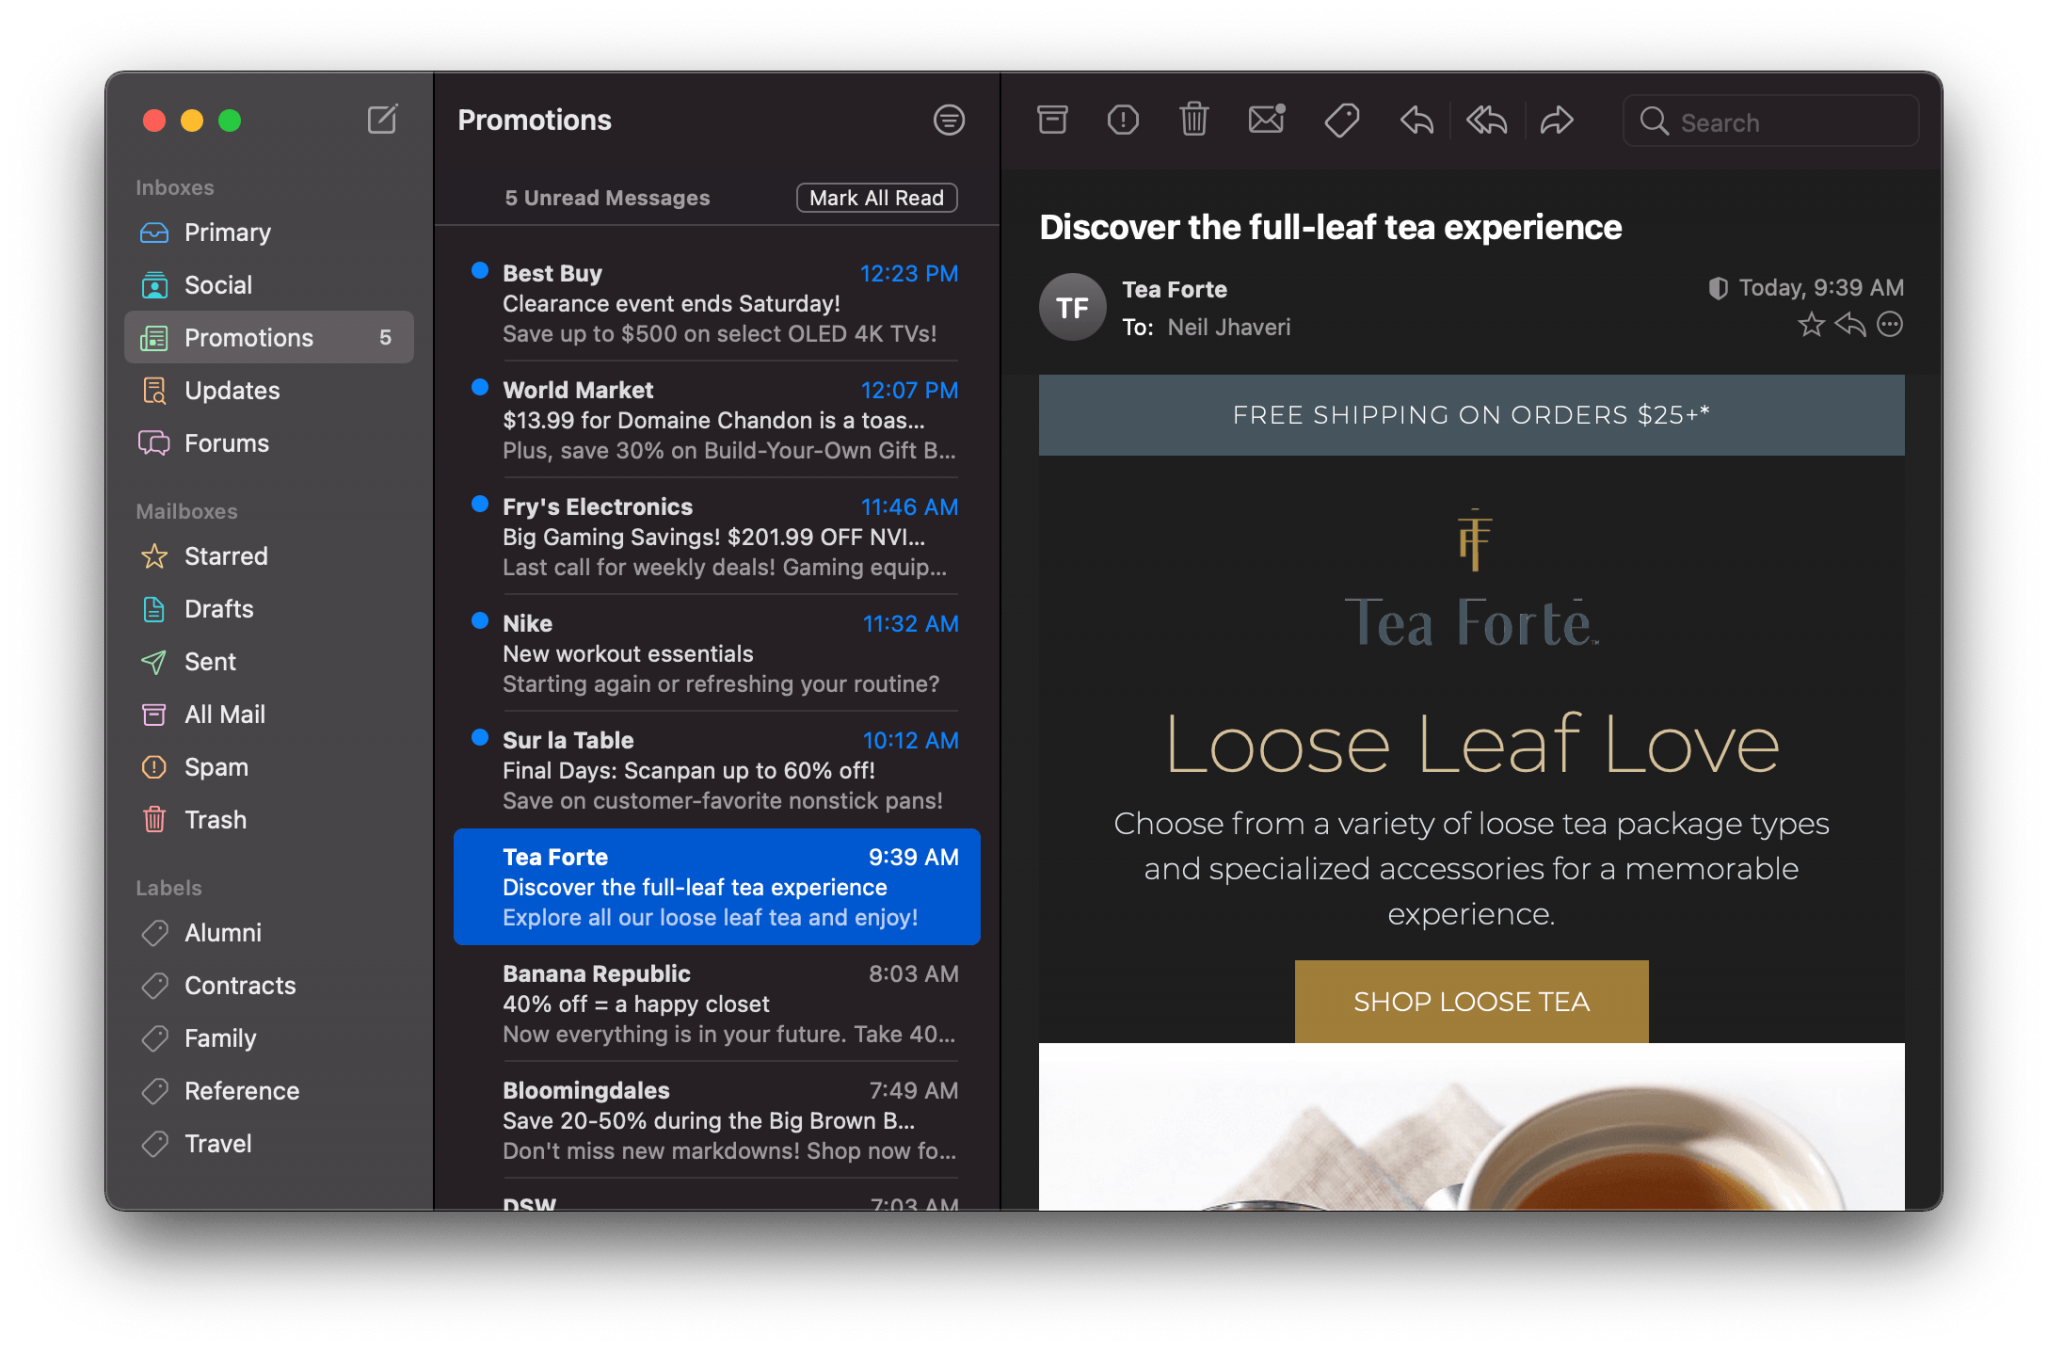 Inboxes
Primary
Social
Promotions 5
Updates
Forums
Mailboxes
Starred
Drafts
Sent
All Mail
Spam
Trash
Labels
Alumni
Contracts
Family
Reference
Travel
Promotions
5 Unread Messages Mark All Read
Best Buy 12:23 PM
Clearance event ends Saturday!
Save up to $500 on select OLED 4K TVs!
World Market 12:07 PM
$13.99 for Domaine Chandon is a toas...
Plus, save 30% on Build-Your-Own Gift B...
Fry's Electronics 11:46 AM
Big Gaming Savings! $201.99 OFF NVI...
Last call for weekly deals! Gaming equip...
Nike 11:32 AM
New workout essentials
Starting again or refreshing your routine?
Sur la Table 10:12 AM
Final Days: Scanpan up to 60% off!
Save on customer-favorite nonstick pans!
Tea Forte 9:39 AM
Discover the full-leaf tea experience
Explore all our loose leaf tea and enjoy!
Banana Republic 8:03 AM
40% off = a happy closet
Now everything is in your future. Take 40...
Bloomingdales 7:49 AM
Save 20-50% during the Big Brown B...
Don't miss new markdowns! Shop now fo...
DSW 7:03 AM
Search
Discover the full-leaf tea experience
TF
Tea Forte Today, 9:39 AM
To: Neil Jhaveri
FREE SHIPPING ON ORDERS $25+*
Tea Forté™
Loose Leaf Love
Choose from a variety of loose tea package types
and specialized accessories for a memorable
experience.
SHOP LOOSE TEA